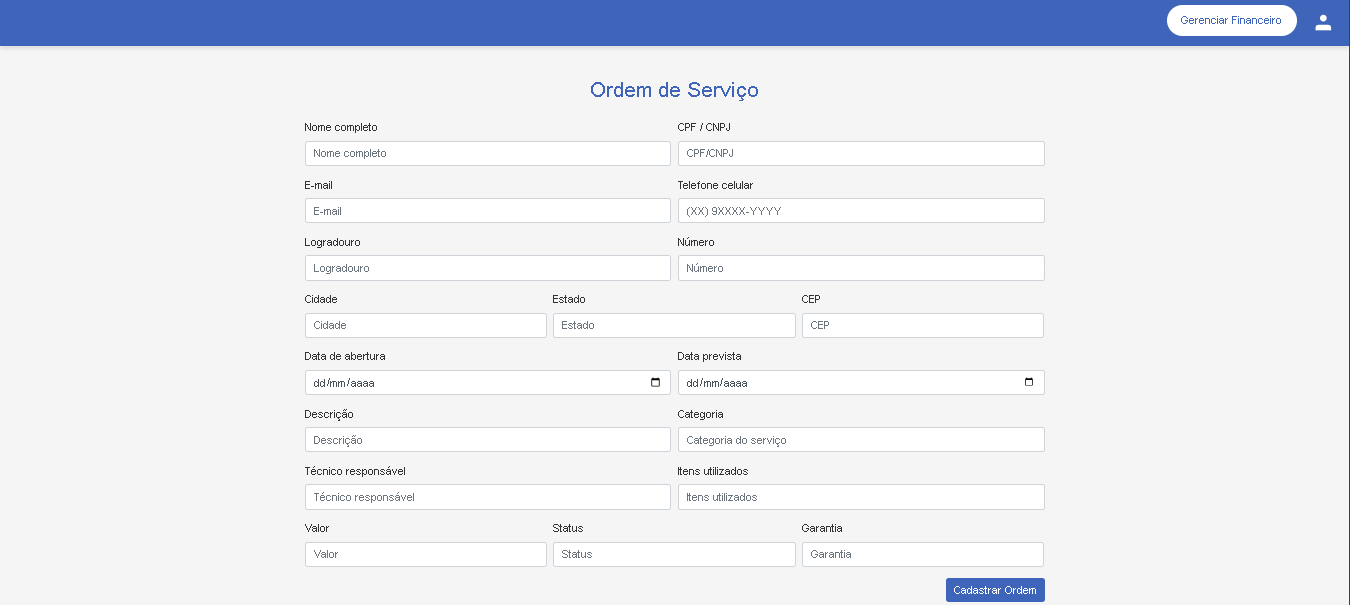 Gerenciar Financeiro
Ordem de Serviço
Nome completo CPF / CNPJ
Nome completo CPF/CNPJ
E-mail Telefone celular
E-mail (XX) 9XXXX-YYYY
Logradouro Número
Logradouro Número
Cidade Estado CEP
Cidade Estado CEP
Data de abertura Data prevista
dd/mm/aaaa dd/mm/aaaa
Descrição Categoria
Descrição Categoria do serviço
Técnico responsável Itens utilizados
Técnico responsável Itens utilizados
Valor Status Garantia
Valor Status Garantia
Cadastrar Ordem